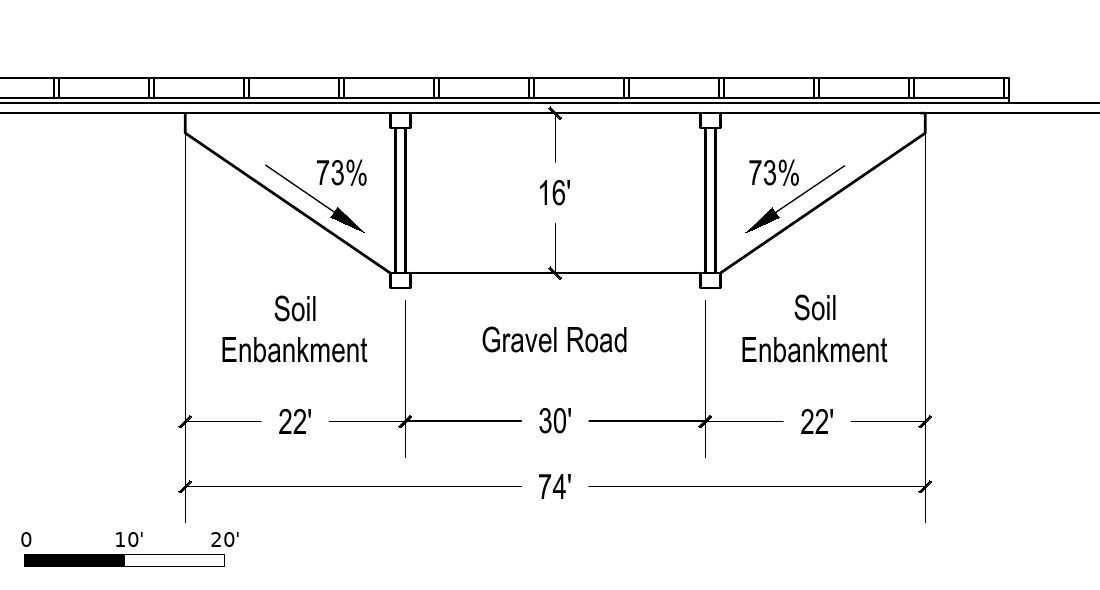 73%
73%
16'
Soil
Enbankment
Gravel Road
Soil
Enbankment
22'
30'
22'
74'
0 10' 20'